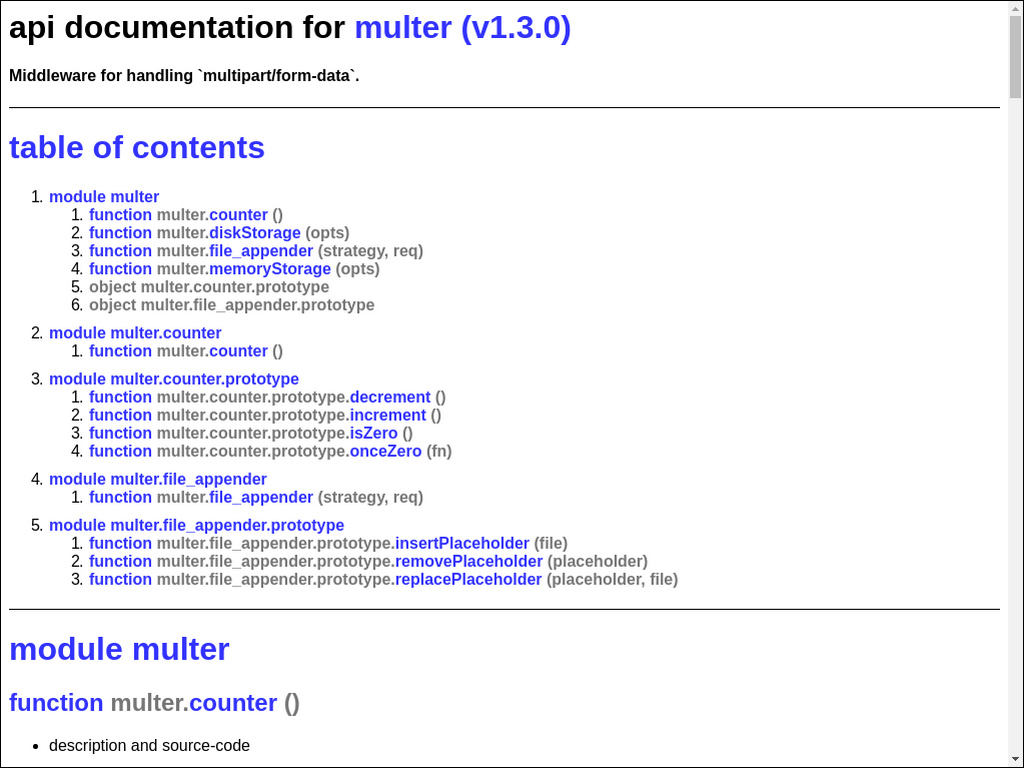 api documentation for multer (v1.3.0)
Middleware for handling `multipart/form-data`.
table of contents
1. module multer
1. function multer.counter ()
2. function multer.diskStorage (opts)
3. function multer.file_appender (strategy, req)
4. function multer.memoryStorage (opts)
5. object multer.counter.prototype
6. object multer.file_appender.prototype
2. module multer.counter
1. function multer.counter ()
3. module multer.counter.prototype
1. function multer.counter.prototype.decrement ()
2. function multer.counter.prototype.increment ()
3. function multer.counter.prototype.isZero ()
4. function multer.counter.prototype.onceZero (fn)
4. module multer.file_appender
1. function multer.file_appender (strategy, req)
5. module multer.file_appender.prototype
1. function multer.file_appender.prototype.insertPlaceholder (file)
2. function multer.file_appender.prototype.removePlaceholder (placeholder)
3. function multer.file_appender.prototype.replacePlaceholder (placeholder, file)
module multer
function multer.counter ()
• description and source-code